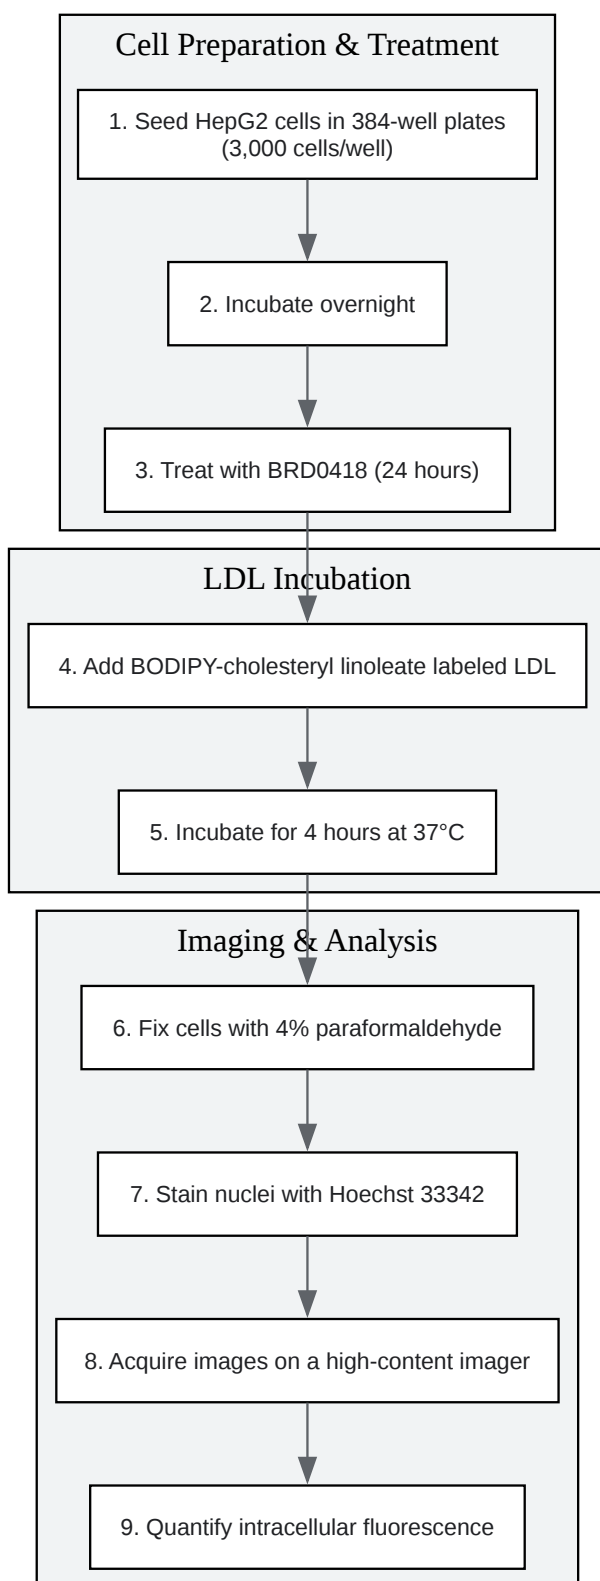 Cell Preparation & Treatment
1. Seed HepG2 cells in 384-well plates
(3,000 cells/well)
2. Incubate overnight
3. Treat with BRD0418 (24 hours)
LDL Incubation
4. Add BODIPY-cholesteryl linoleate labeled LDL
5. Incubate for 4 hours at 37°C
Imaging & Analysis
6. Fix cells with 4% paraformaldehyde
7. Stain nuclei with Hoechst 33342
8. Acquire images on a high-content imager
9. Quantify intracellular fluorescence